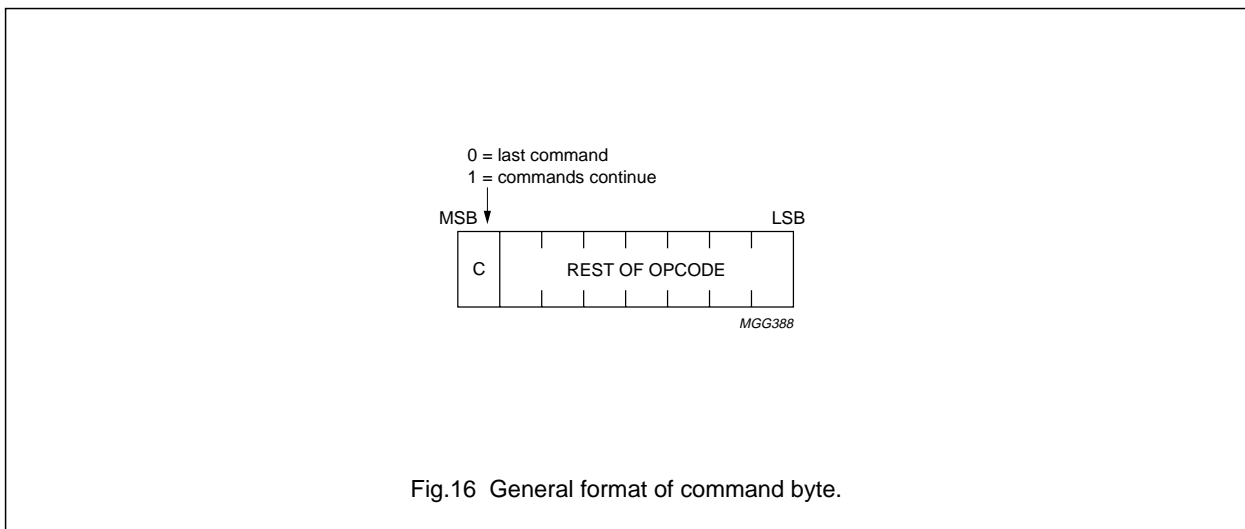 0 = last command
1 = commands continue
MSB LSB
C REST OF OPCODE
MGG388
Fig.16 General format of command byte.